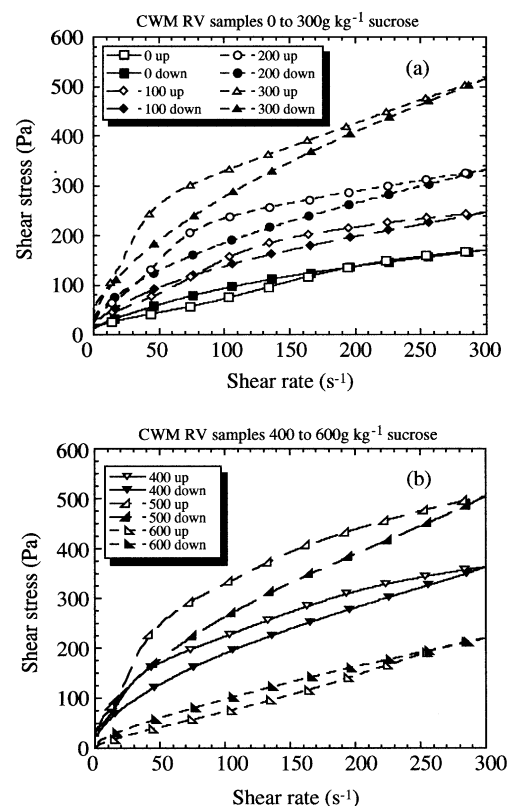 CWM RV samples 0 to 300g kg⁻¹ sucrose
600
500
400
300
200
100
0
Shear stress (Pa)
0 up
0 down
100 up
100 down
200 up
200 down
300 up
300 down
(a)
0 50 100 150 200 250 300
Shear rate (s⁻¹)
CWM RV samples 400 to 600g kg⁻¹ sucrose
600
500
400
300
200
100
0
Shear stress (Pa)
400 up
400 down
500 up
500 down
600 up
600 down
(b)
0 50 100 150 200 250 300
Shear rate (s⁻¹)